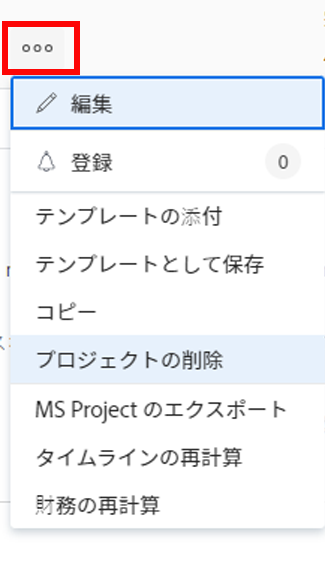 編集
登録 0
テンプレートの添付
テンプレートとして保存
コピー
プロジェクトの削除
MS Project のエクスポート
タイムラインの再計算
財務の再計算